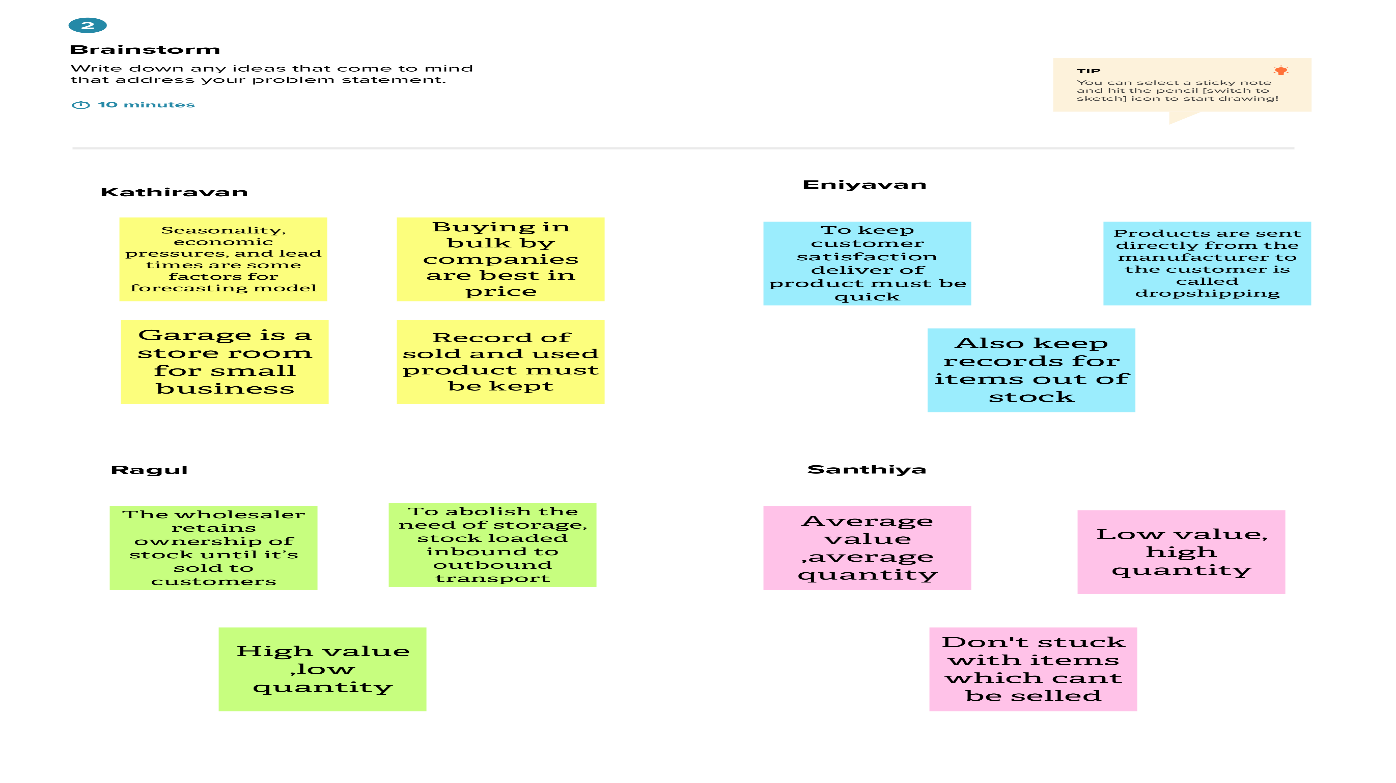 2
Brainstorm
Write down any ideas that come to mind
that address your problem statement.
10 minutes
TIP
You can select a sticky note
and hit the pencil [switch to
sketch] icon to start drawing!
Kathiravan
Seasonality,
economic
pressures, and lead
times are some
factors for
forecasting model
Buying in
bulk by
companies
are best in
price
Garage is a
store room
for small
business
Record of
sold and used
product must
be kept
Eniyavan
To keep
customer
satisfaction
deliver of
product must be
quick
Products are sent
directly from the
manufacturer to
the customer is
called
dropshipping
Also keep
records for
items out of
stock
Ragul
The wholesaler
retains
ownership of
stock until it's
sold to
customers
To abolish the
need of storage,
stock loaded
inbound to
outbound
transport
High value
,low
quantity
Santhiya
Average
value
,average
quantity
Low value,
high
quantity
Don't stuck
with items
which cant
be selled